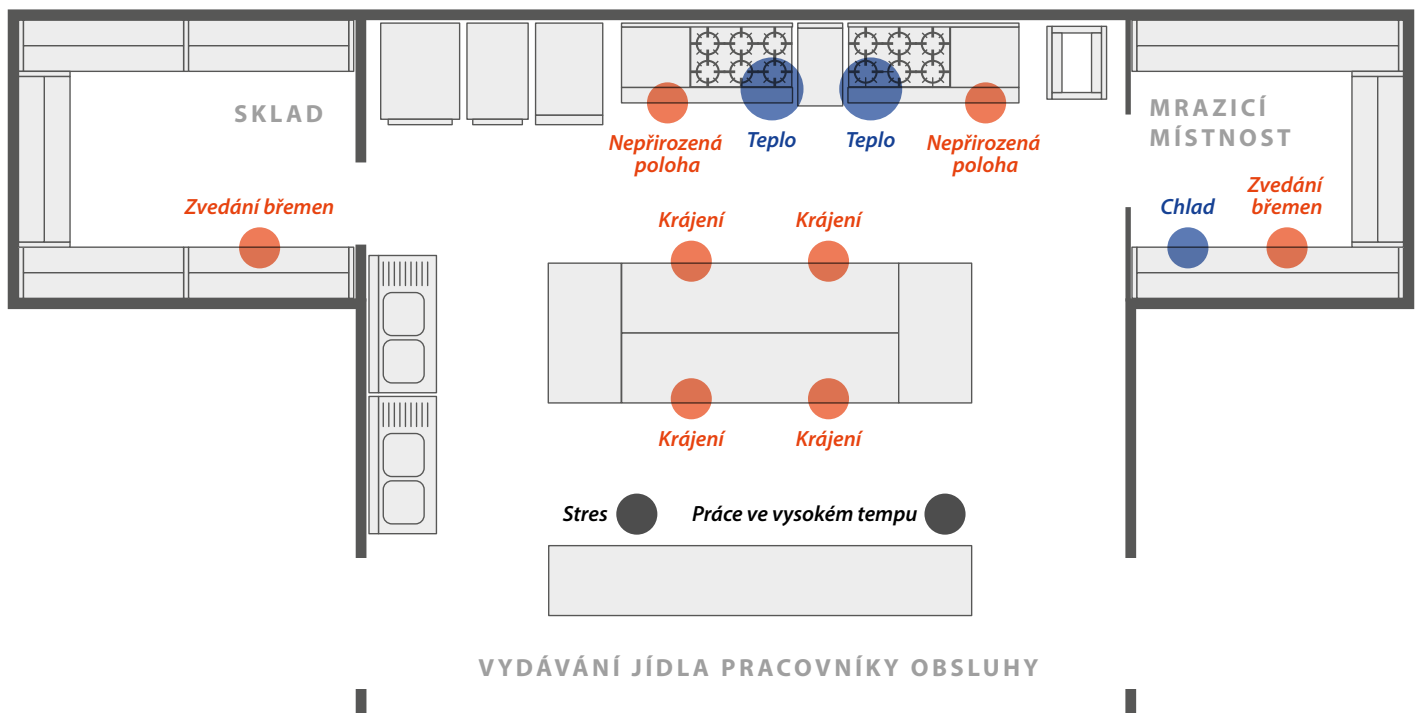 SKLAD
MRAZICÍ
MÍSTNOST
Nepřirozená
poloha
Teplo
Teplo
Nepřirozená
poloha
Zvedání břemen
Chlad
Zvedání
břemen
Krájení
Krájení
Krájení
Krájení
Stres
Práce ve vysokém tempu
VYDÁVÁNÍ JÍDLA PRACOVNÍKY OBSLUHY